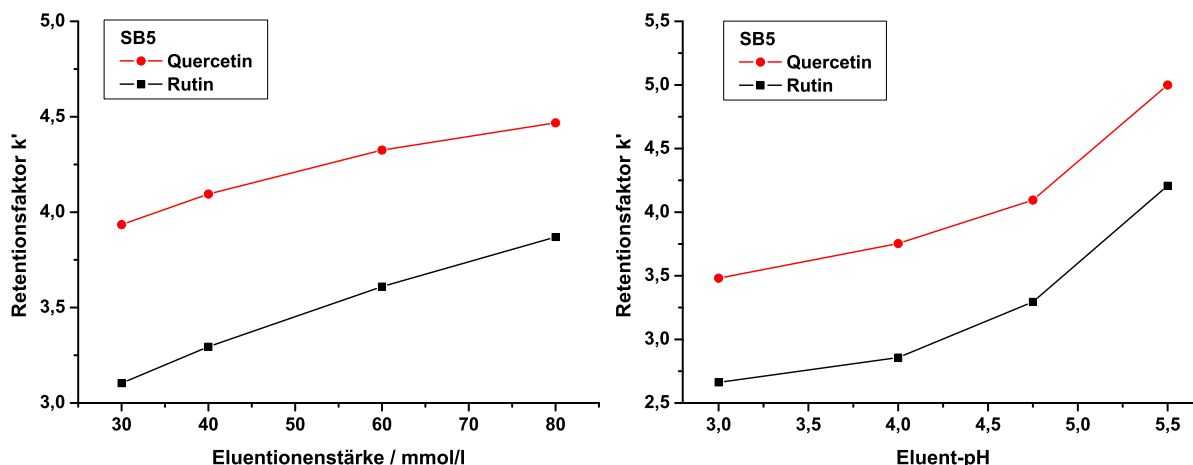 5,0
4,5
4,0
3,5
3,0
Retentionsfaktor k'
SB5
Quercetin
Rutin
30 40 50 60 70 80
Eluentionenstärke / mmol/l
5,5
5,0
4,5
4,0
3,5
3,0
2,5
Retentionsfaktor k'
SB5
Quercetin
Rutin
3,0 3,5 4,0 4,5 5,0 5,5
Eluent-pH